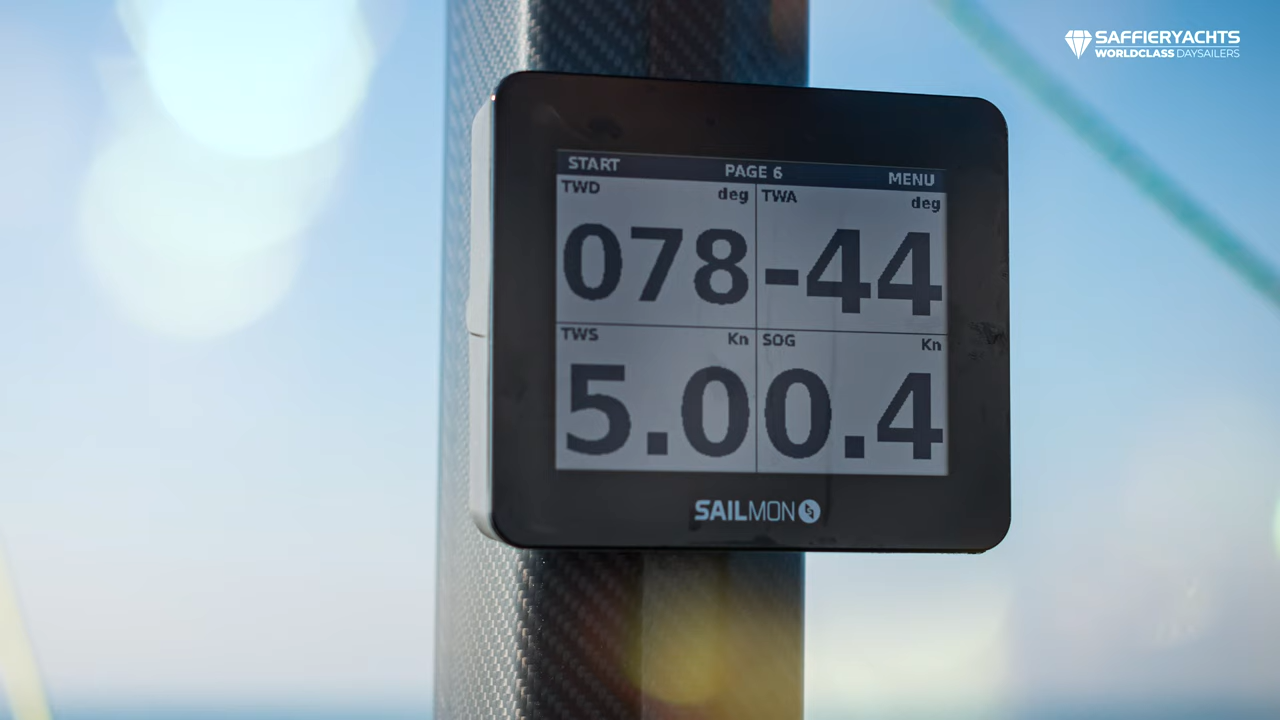 SAFFIERYACHTS
WORLDCLASS DAYSAILERS
START PAGE 6 MENU
TWD deg TWA deg
078 -44
TWS Kn SOG Kn
5.0 0.4
SAILMON